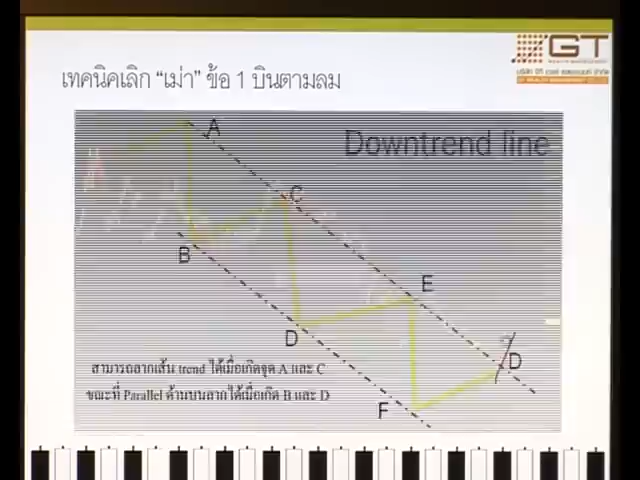 GT
เทคนิคเลิก “เม่า” ข้อ 1 บินตามลม
Downtrend line
A
C
B
E
D
D
F
สามารถลากเส้น trend ได้เมื่อเกิดจุด A และ C
ขณะที่ Parallel ด้านบนลากได้เมื่อเกิด B และ D